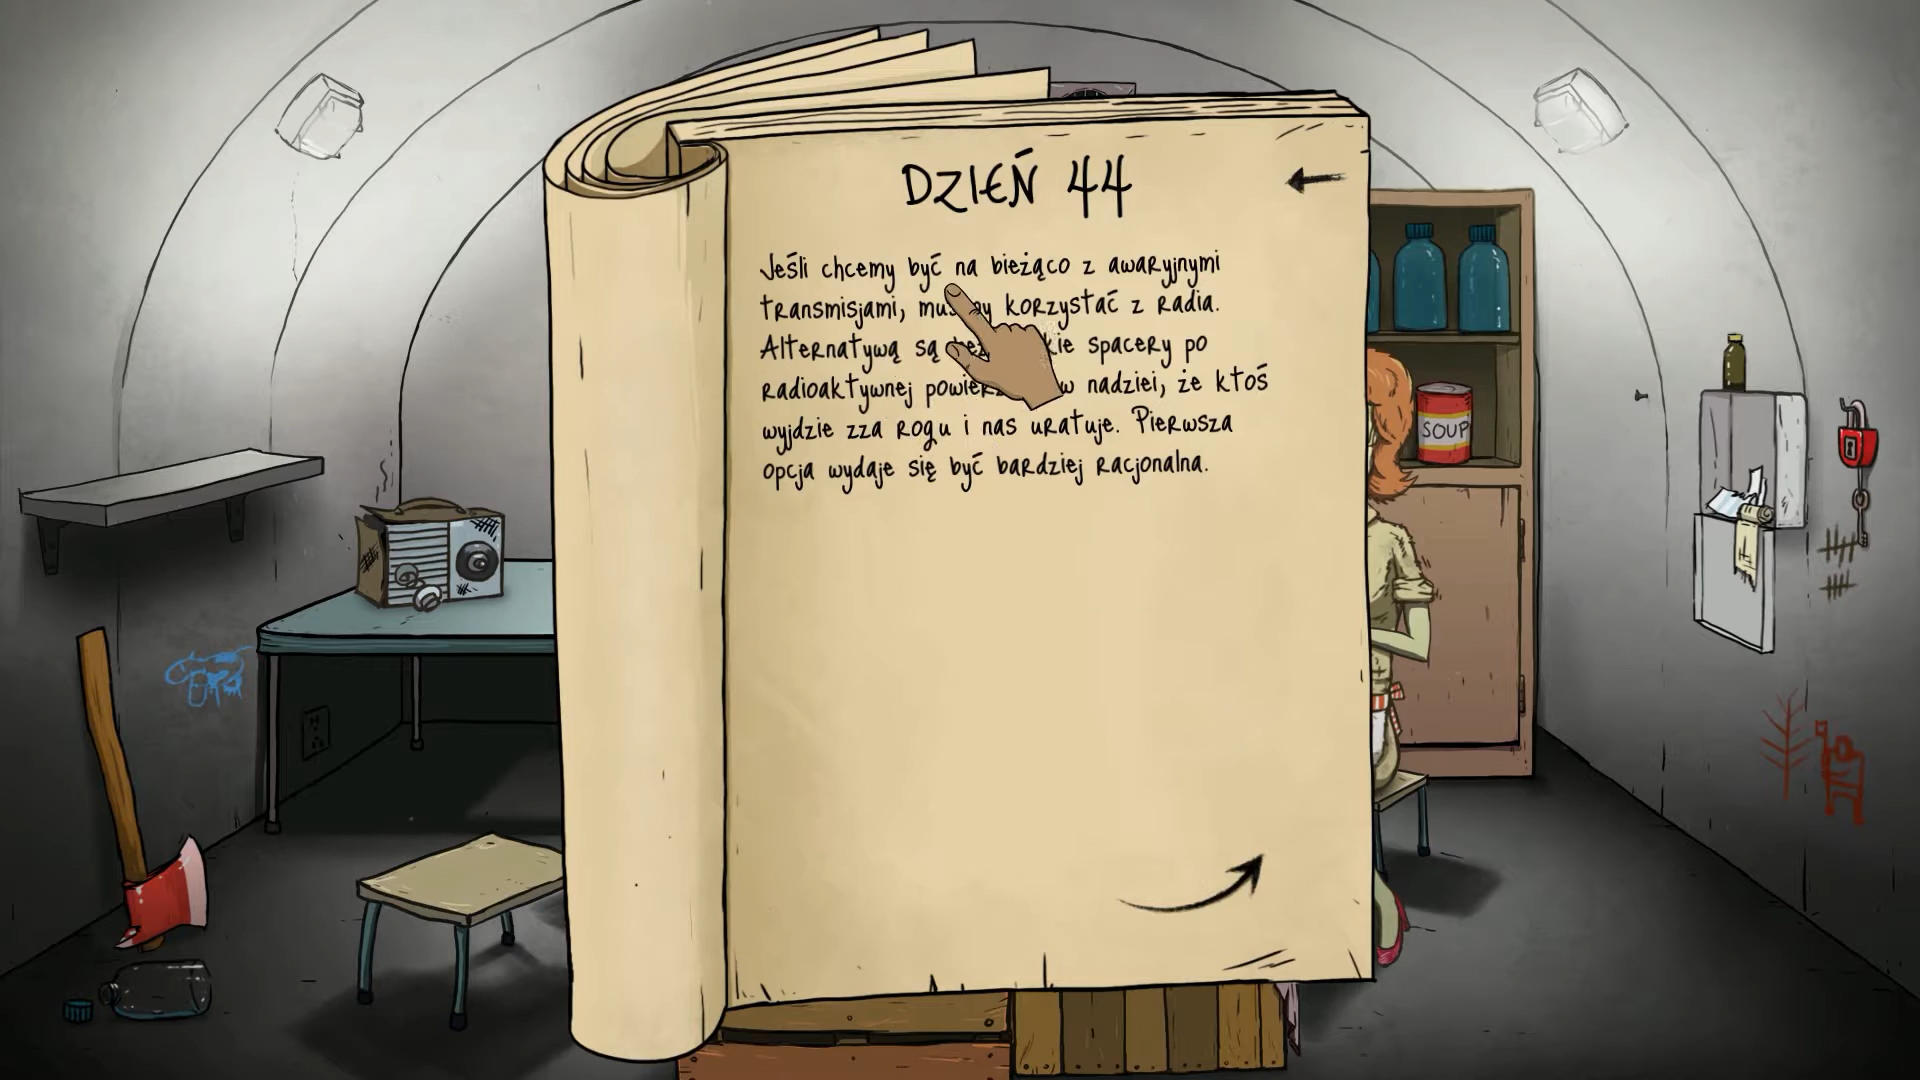 DZIEŃ 44
Jeśli chcemy być na bieżąco z awaryjnymi
transmisjami, korzystać z radia.
Alternatywą są spacery po
radioaktywnej w nadziei, że ktoś
wyjdzie zza rogu i nas uratuje. Pierwsza
opcja wydaje się być bardziej racjonalna.
SOUP